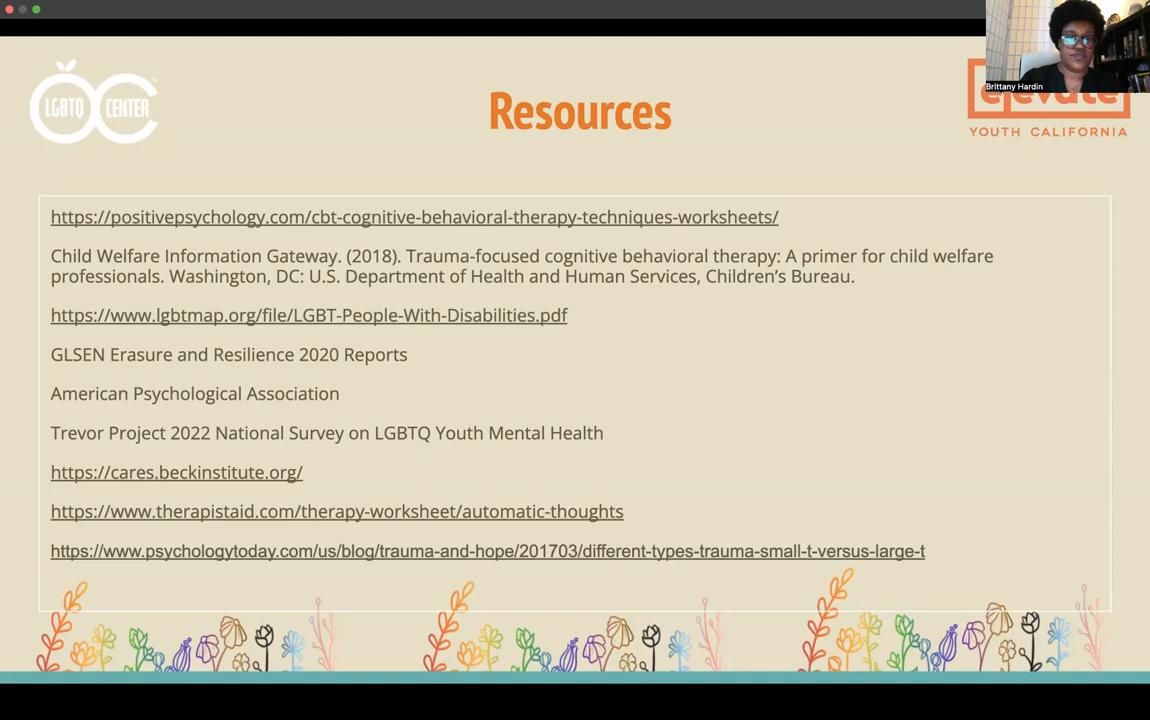 LGBTQ
CENTER
Resources
Brittany Hardin
elevate
YOUTH CALIFORNIA
https://positivepsychology.com/cbt-cognitive-behavioral-therapy-techniques-worksheets/
Child Welfare Information Gateway. (2018). Trauma-focused cognitive behavioral therapy: A primer for child welfare
professionals. Washington, DC: U.S. Department of Health and Human Services, Children’s Bureau.
https://www.lgbtmap.org/file/LGBT-People-With-Disabilities.pdf
GLSEN Erasure and Resilience 2020 Reports
American Psychological Association
Trevor Project 2022 National Survey on LGBTQ Youth Mental Health
https://cares.beckinstitute.org/
https://www.therapistaid.com/therapy-worksheet/automatic-thoughts
https://www.psychologytoday.com/us/blog/trauma-and-hope/201703/different-types-trauma-small-t-versus-large-t